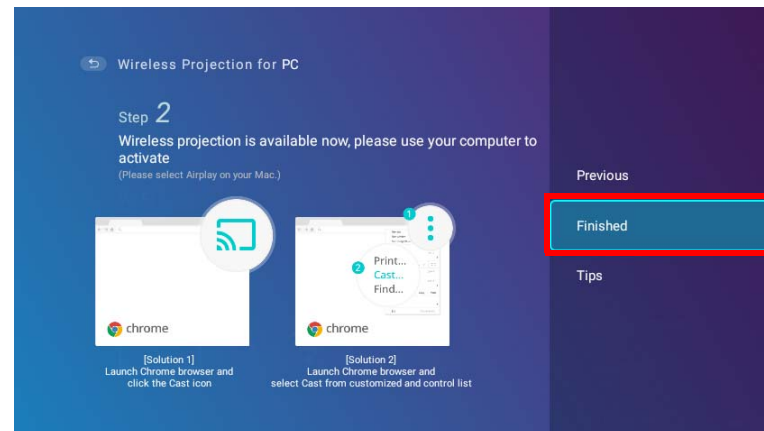 Wireless Projection for PC
Step 2
Wireless projection is available now, please use your computer to
activate
(Please select Airplay on your Mac.)
Previous
Finished
Tips
1
2
Print...
Cast...
Find...
chrome
chrome
[Solution 1]
Launch Chrome browser and
click the Cast icon
[Solution 2]
Launch Chrome browser and
select Cast from customized and control list